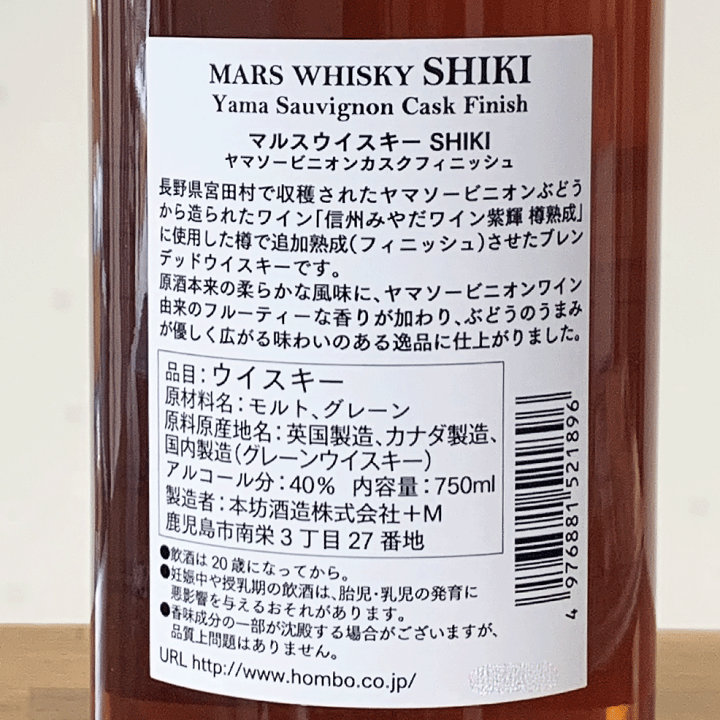 MARS WHISKY SHIKI
Yama Sauvignon Cask Finish
マルスウイスキー SHIKI
ヤマソービニオンカスクフィニッシュ
長野県宮田村で収穫されたヤマソービニオンぶどう
から造られたワイン「信州みやだワイン紫輝 樽熟成」
に使用した樽で追加熟成(フィニッシュ)させたブレン
デッドウイスキーです。
原酒本来の柔らかな風味に、ヤマソービニオンワイン
由来のフルーティーな香りが加わり、ぶどうのうまみ
が優しく広がる味わいのある逸品に仕上がりました。
品目:ウイスキー
原材料名:モルト、グレーン
原料原産地名:英国製造、カナダ製造、
国内製造(グレーンウイスキー)
アルコール分:40% 内容量:750ml
製造者:本坊酒造株式会社+M
鹿児島市南栄3丁目27番地
4 976881 521896
●飲酒は20歳になってから。
●妊娠中や授乳期の飲酒は、胎児・乳児の発育に
悪影響を与えるおそれがあります。
●香味成分の一部が沈殿する場合がございますが、
品質上問題はありません。
URL http://www.hombo.co.jp/